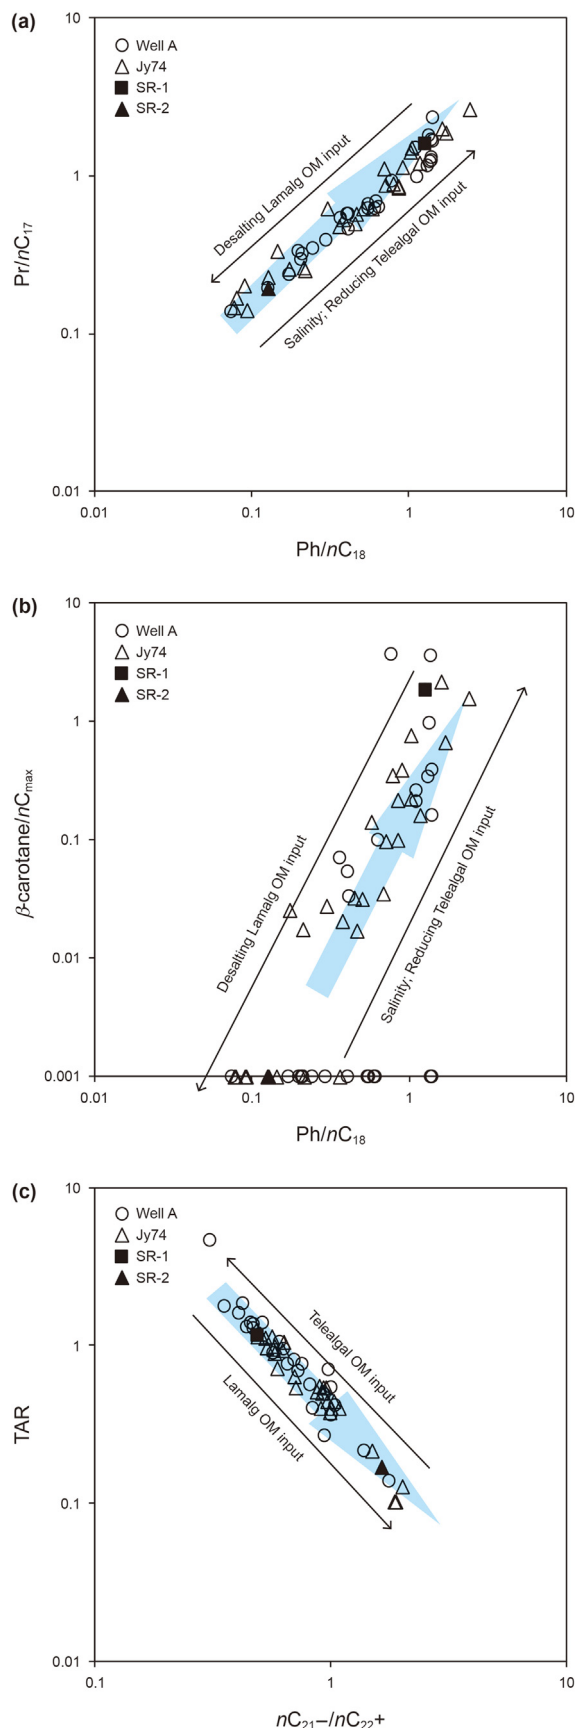 (a)
10
Well A
Jy74
SR-1
SR-2
Desalting Lamalg OM input
Salinity; Reducing Telealgal OM input
1
0.1
0.01
Pr/nC17
0.01
0.1
1
10
Ph/nC18
(b)
10
Well A
Jy74
SR-1
SR-2
Desalting Lamalg OM input
Salinity; Reducing Telealgal OM input
1
0.1
0.01
0.001
β-carotane/nCmax
0.01
0.1
1
10
Ph/nC18
(c)
10
Well A
Jy74
SR-1
SR-2
Telealgal OM input
Lamalg OM input
1
0.1
0.01
TAR
0.1
1
10
nC21−/nC22+